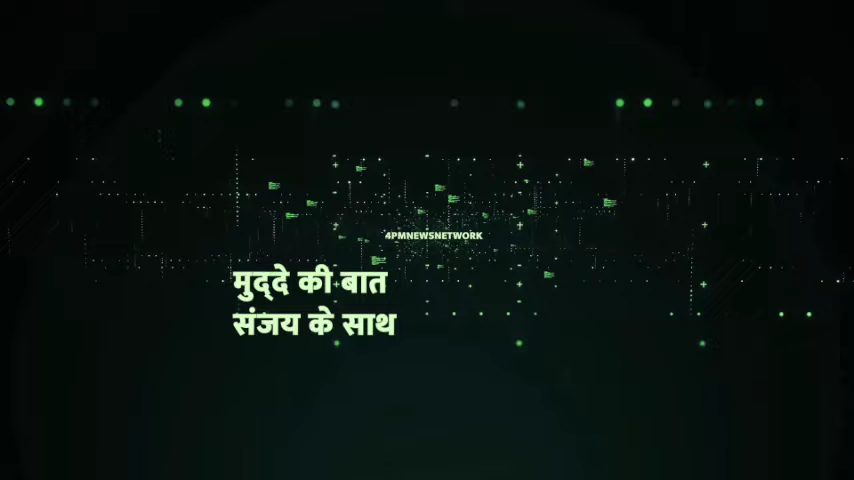 4PMNEWSNETWORK
मुद्दे की बात
संजय के साथ